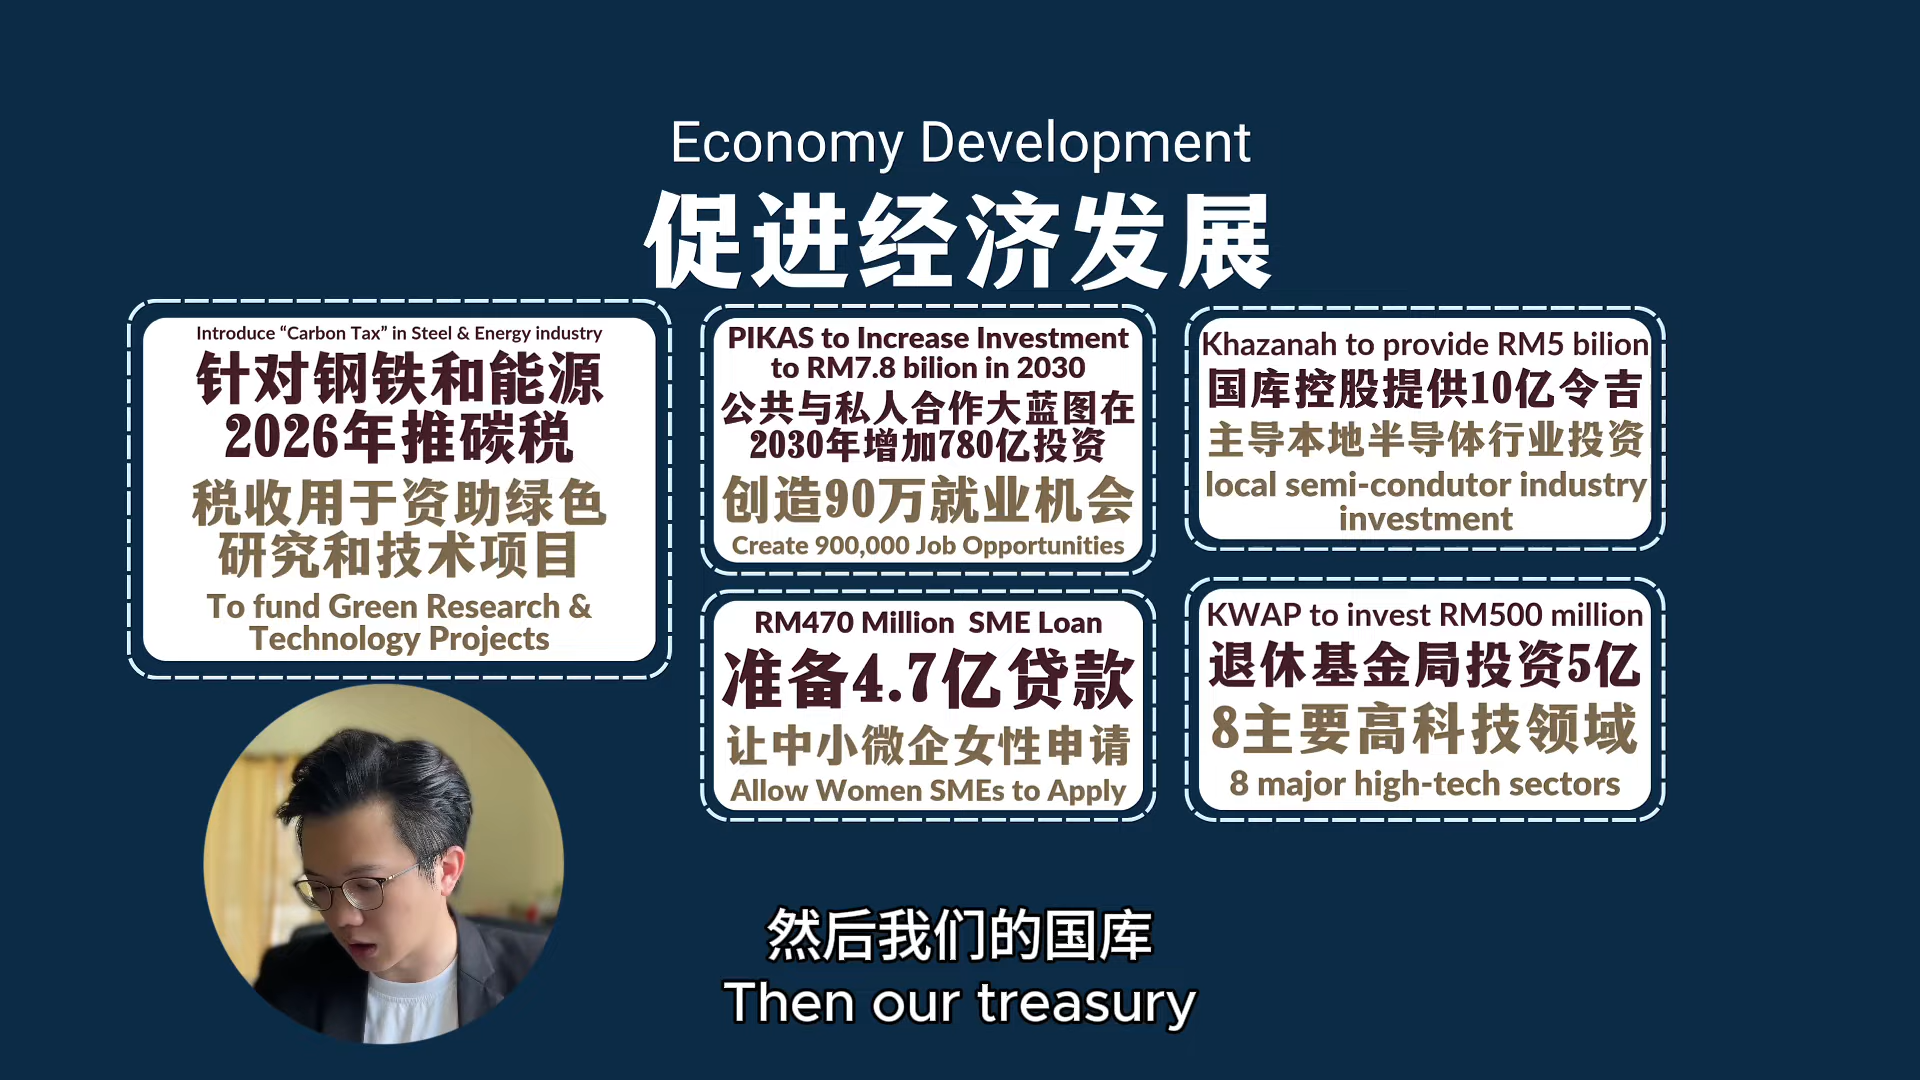 Economy Development
促进经济发展
Introduce “Carbon Tax” in Steel & Energy industry
针对钢铁和能源
2026年推碳税
税收用于资助绿色
研究和技术项目
To fund Green Research &
Technology Projects
PIKAS to Increase Investment
to RM7.8 bilion in 2030
公共与私人合作大蓝图在
2030年增加780亿投资
创造90万就业机会
Create 900,000 Job Opportunities
RM470 Million SME Loan
准备4.7亿贷款
让中小微企女性申请
Allow Women SMEs to Apply
Khazanah to provide RM5 bilion
国库控股提供10亿令吉
主导本地半导体行业投资
local semi-condutor industry
investment
KWAP to invest RM500 million
退休基金局投资5亿
8主要高科技领域
8 major high-tech sectors
然后我们的国库
Then our treasury